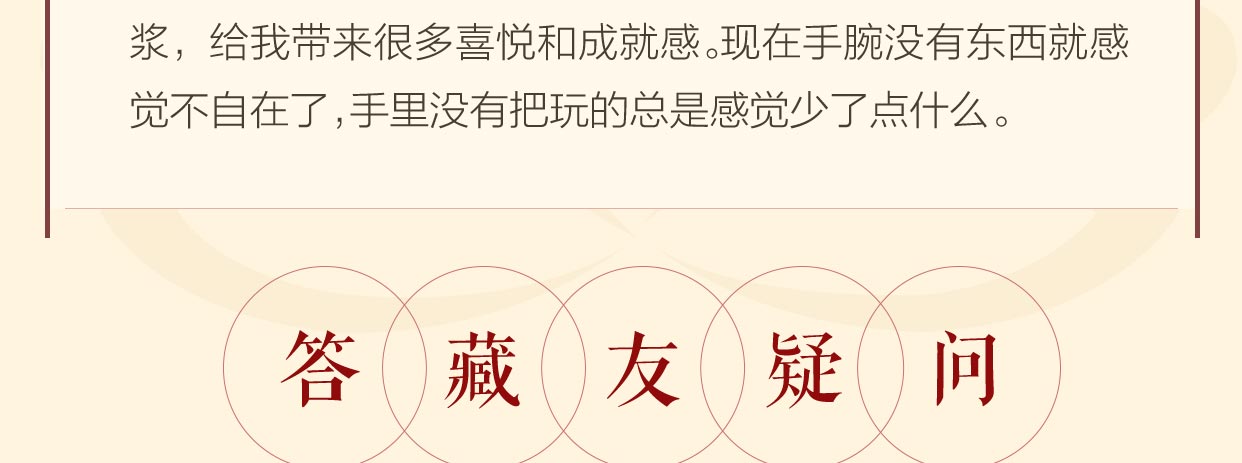 浆，给我带来很多喜悦和成就感。现在手腕没有东西就感
觉不自在了，手里没有把玩的总是感觉少了点什么。
答藏友疑问